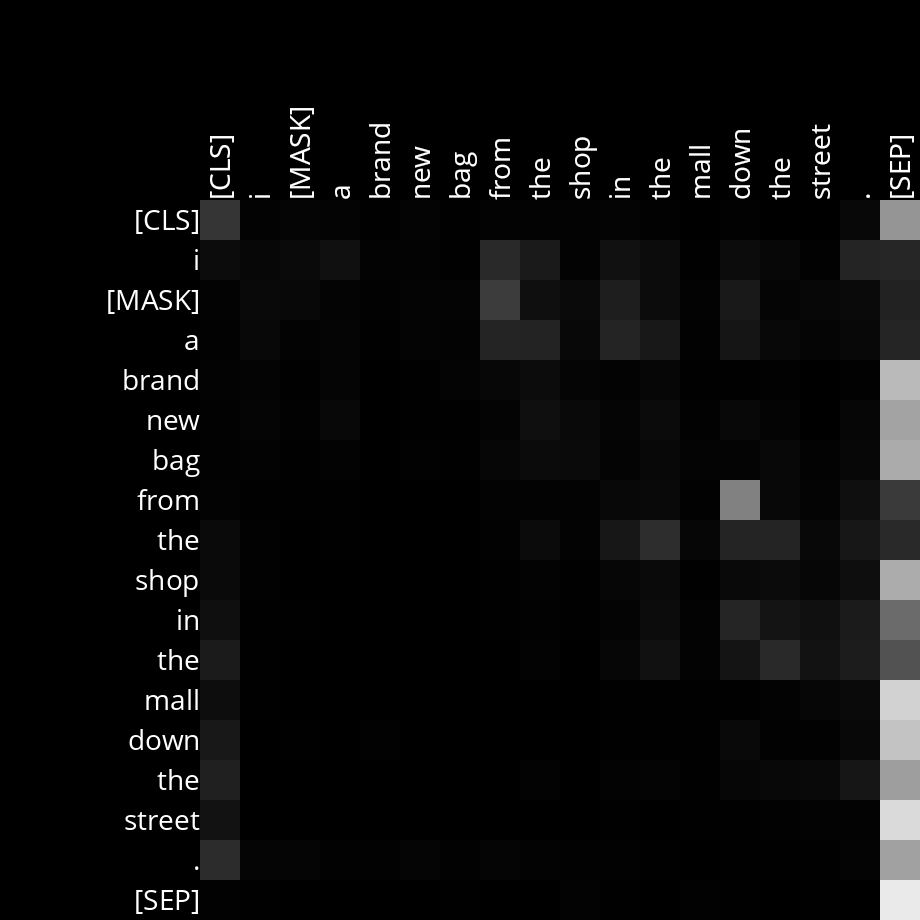 [CLS] i [MASK] a brand new bag from the shop in the mall down the street . [SEP]
[CLS]
i
[MASK]
a
brand
new
bag
from
the
shop
in
the
mall
down
the
street
.
[SEP]